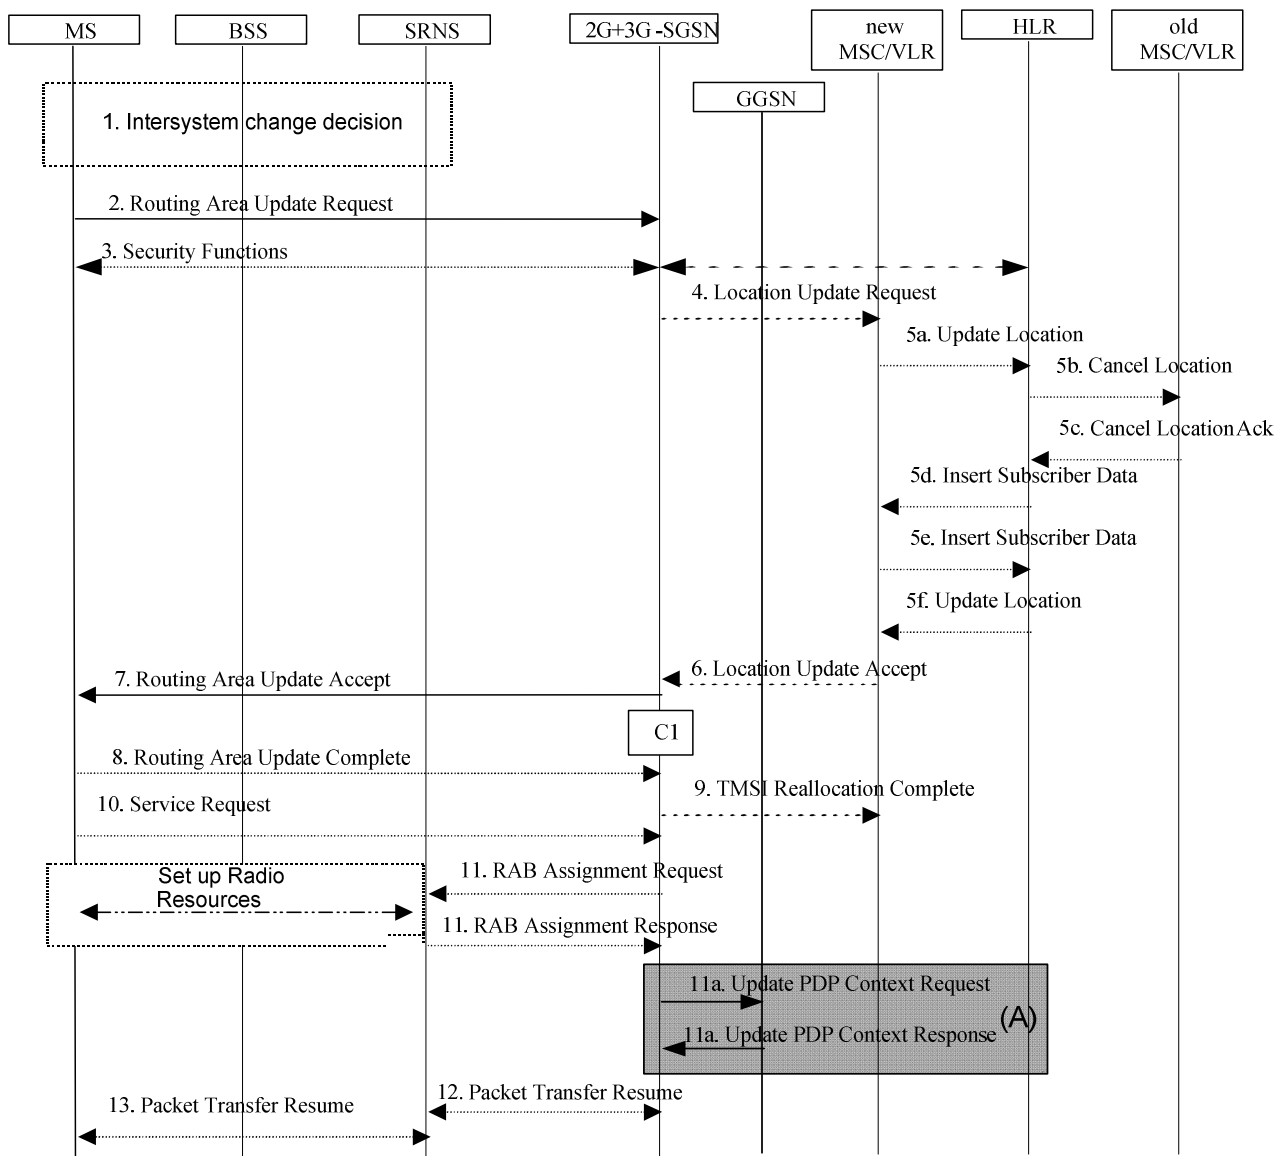 MS
BSS
SRNS
2G+3G-SGSN
new
MSC/VLR
HLR
old
MSC/VLR
GGSN
1. Intersystem change decision
2. Routing Area Update Request
3. Security Functions
4. Location Update Request
5a. Update Location
5b. Cancel Location
5c. Cancel Location Ack
5d. Insert Subscriber Data
5e. Insert Subscriber Data
5f. Update Location
6. Location Update Accept
7. Routing Area Update Accept
C1
8. Routing Area Update Complete
9. TMSI Reallocation Complete
10. Service Request
11. RAB Assignment Request
Set up Radio
Resources
11. RAB Assignment Response
11a. Update PDP Context Request
(A)
11a. Update PDP Context Response
12. Packet Transfer Resume
13. Packet Transfer Resume